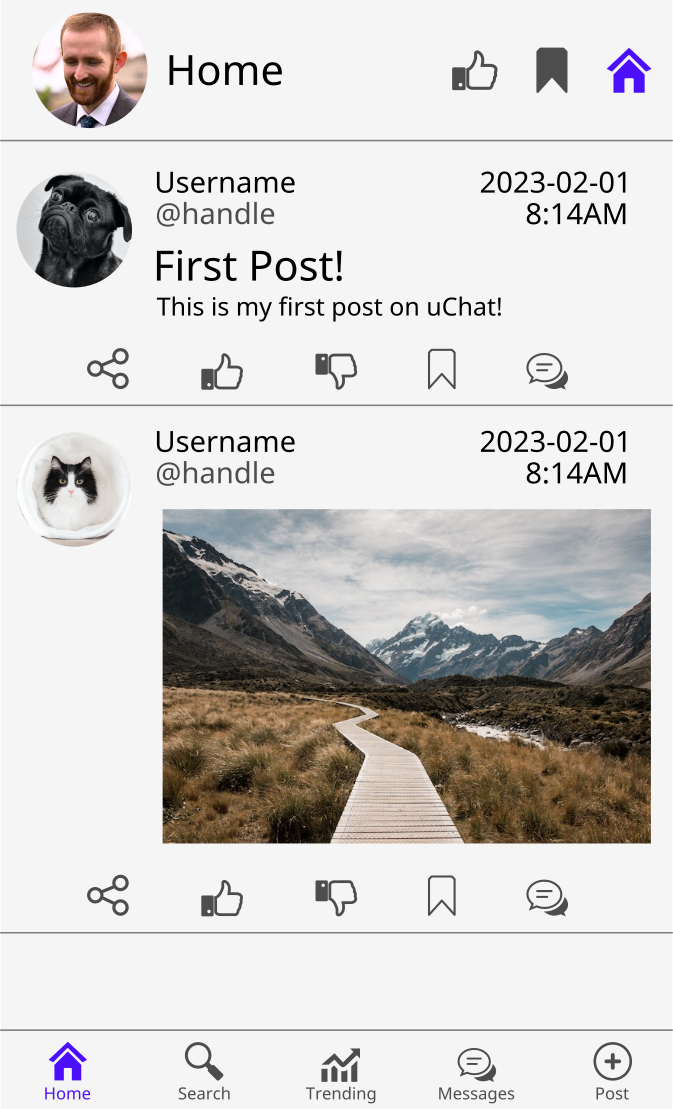 Home
Username
2023-02-01
@handle
8:14AM
First Post!
This is my first post on uChat!
Username
2023-02-01
@handle
8:14AM
Home
Search
Trending
Messages
Post